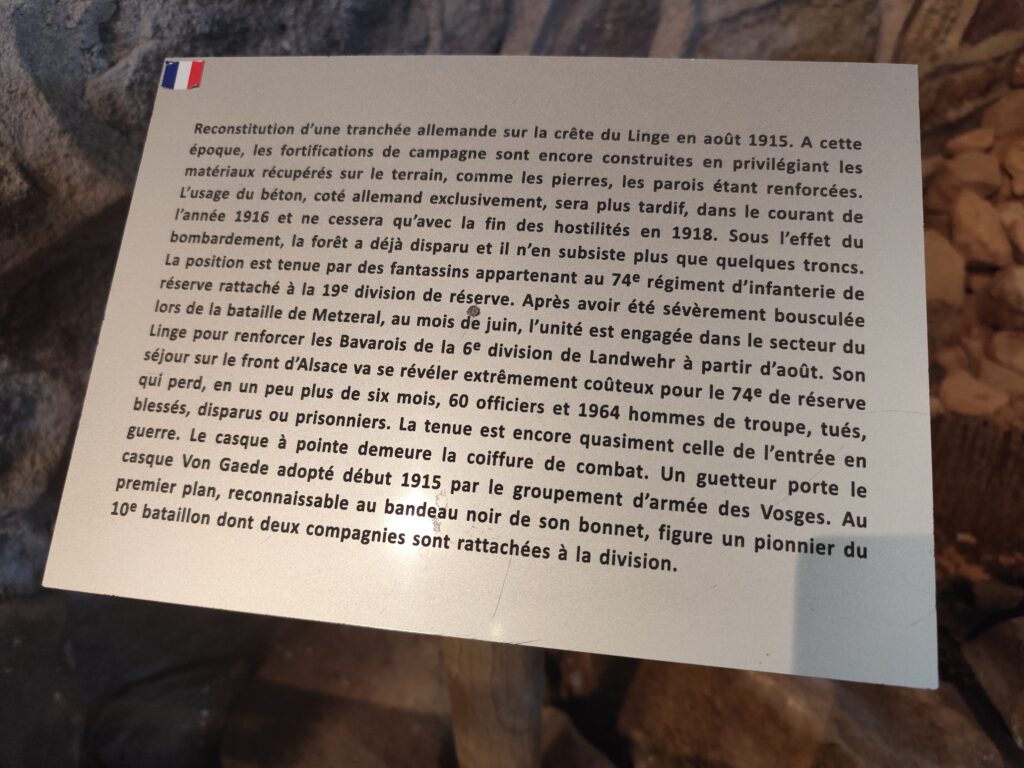 Reconstitution d'une tranchée allemande sur la crête du Linge en août 1915. A cette
époque, les fortifications de campagne sont encore construites en privilégiant les
matériaux récupérés sur le terrain, comme les pierres, les parois étant renforcées.
L'usage du béton, coté allemand exclusivement, sera plus tardif, dans le courant de
l'année 1916 et ne cessera qu'avec la fin des hostilités en 1918. Sous l'effet du
bombardement, la forêt a déjà disparu et il n'en subsiste plus que quelques troncs.
La position est tenue par des fantassins appartenant au 74e régiment d'infanterie de
réserve rattaché à la 19e division de réserve. Après avoir été sévèrement bousculée
lors de la bataille de Metzeral, au mois de juin, l'unité est engagée dans le secteur du
Linge pour renforcer les Bavarois de la 6e division de Landwehr à partir d'août. Son
séjour sur le front d'Alsace va se révéler extrêmement coûteux pour le 74e de réserve
qui perd, en un peu plus de six mois, 60 officiers et 1964 hommes de troupe, tués,
blessés, disparus ou prisonniers. La tenue est encore quasiment celle de l'entrée en
guerre. Le casque à pointe demeure la coiffure de combat. Un guetteur porte le
casque Von Gaede adopté début 1915 par le groupement d'armée des Vosges. Au
premier plan, reconnaissable au bandeau noir de son bonnet, figure un pionnier du
10e bataillon dont deux compagnies sont rattachées à la division.